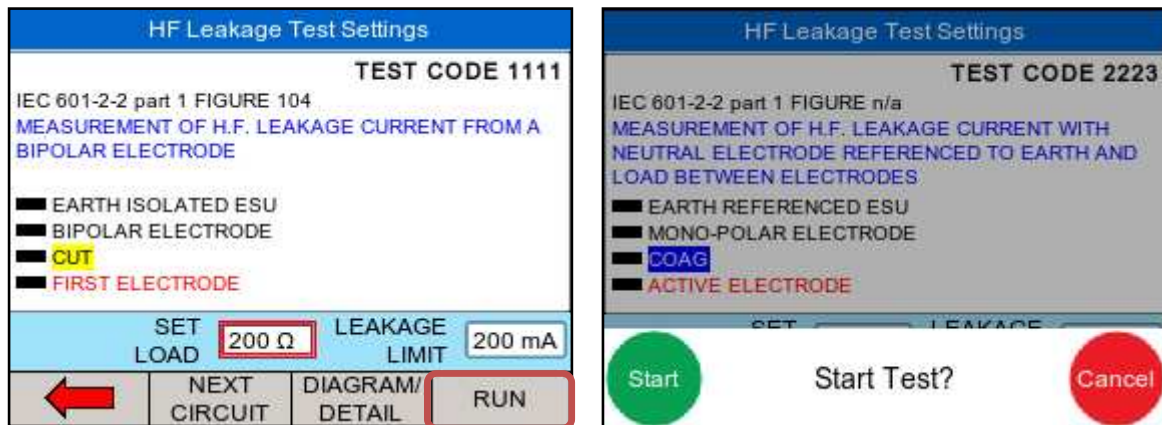 HF Leakage Test Settings
TEST CODE 1111
IEC 601-2-2 part 1 FIGURE 104
MEASUREMENT OF H.F. LEAKAGE CURRENT FROM A
BIPOLAR ELECTRODE
EARTH ISOLATED ESU
BIPOLAR ELECTRODE
CUT
FIRST ELECTRODE
SET
LOAD
200 Ω
LEAKAGE
LIMIT
200 mA
NEXT
CIRCUIT
DIAGRAM/
DETAIL
RUN
HF Leakage Test Settings
TEST CODE 2223
IEC 601-2-2 part 1 FIGURE n/a
MEASUREMENT OF H.F. LEAKAGE CURRENT WITH
NEUTRAL ELECTRODE REFERENCED TO EARTH AND
LOAD BETWEEN ELECTRODES
EARTH REFERENCED ESU
MONO-POLAR ELECTRODE
COAG
ACTIVE ELECTRODE
SET
LEAKAGE
Start
Start Test?
Cancel